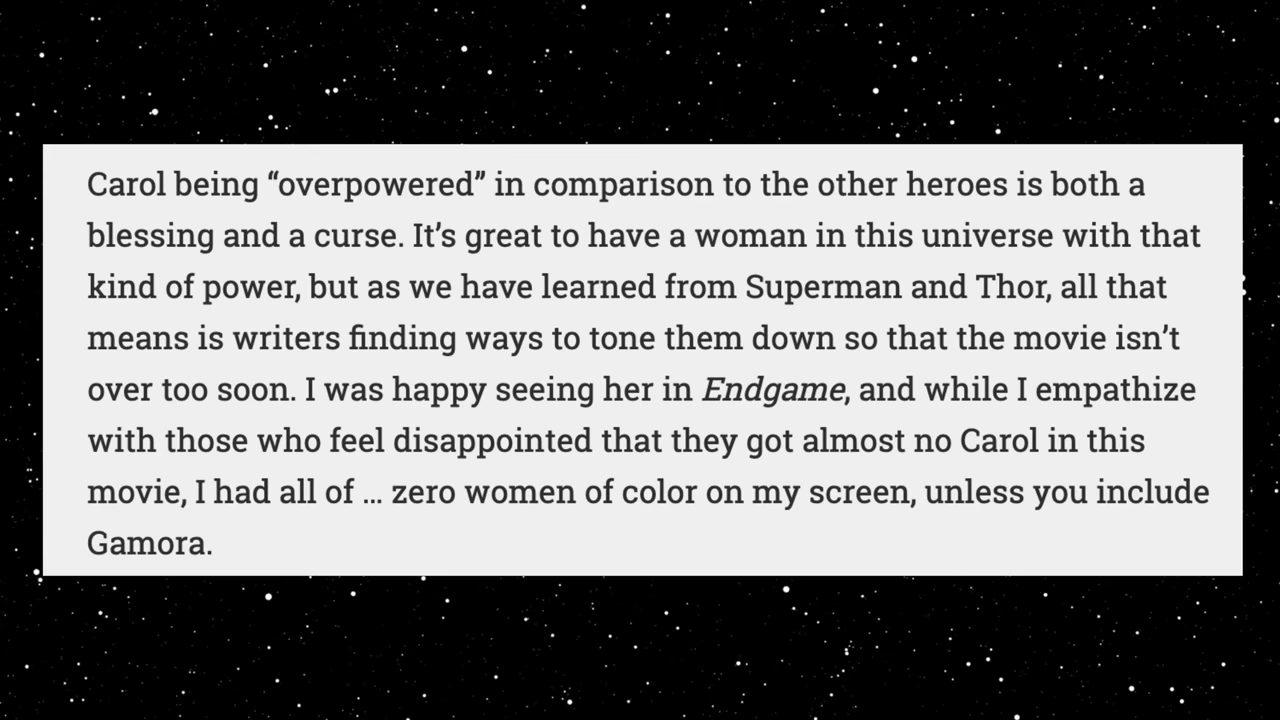 Carol being “overpowered” in comparison to the other heroes is both a
blessing and a curse. It’s great to have a woman in this universe with that
kind of power, but as we have learned from Superman and Thor, all that
means is writers finding ways to tone them down so that the movie isn’t
over too soon. I was happy seeing her in Endgame, and while I empathize
with those who feel disappointed that they got almost no Carol in this
movie, I had all of … zero women of color on my screen, unless you include
Gamora.